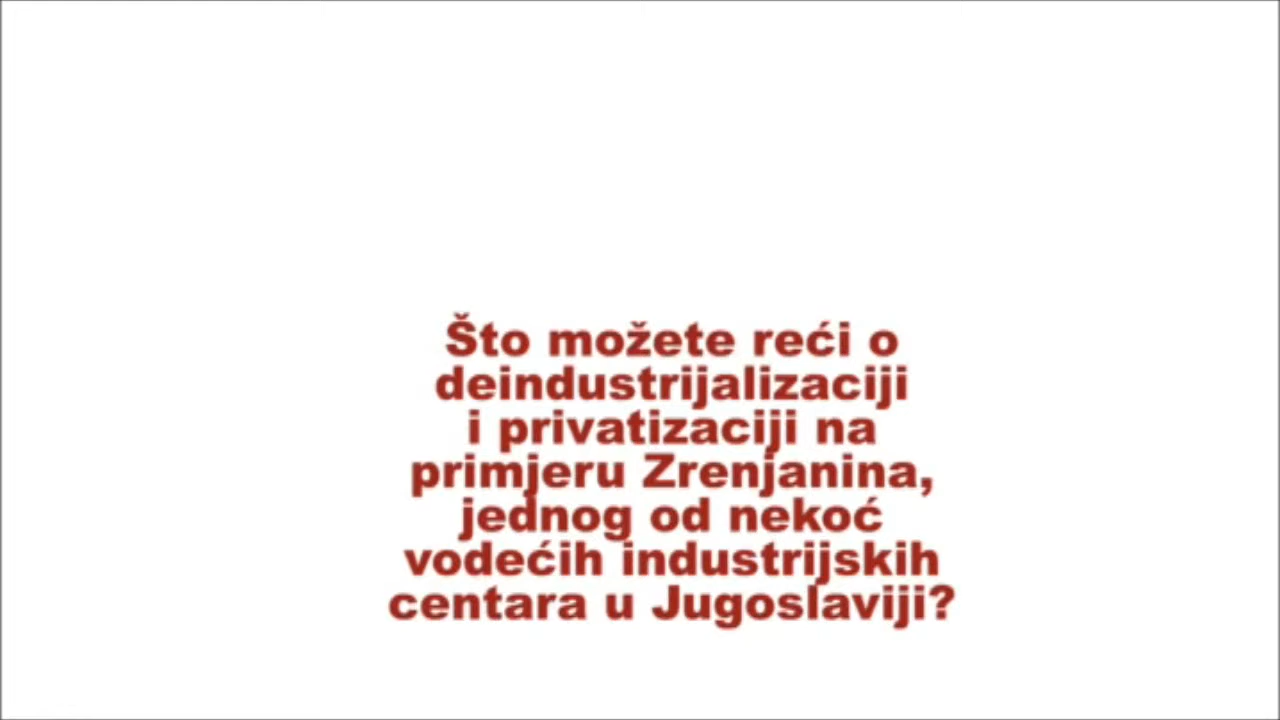 Što možete reći o
deindustrijalizaciji
i privatizaciji na
primjeru Zrenjanina,
jednog od nekoć
vodećih industrijskih
centara u Jugoslaviji?